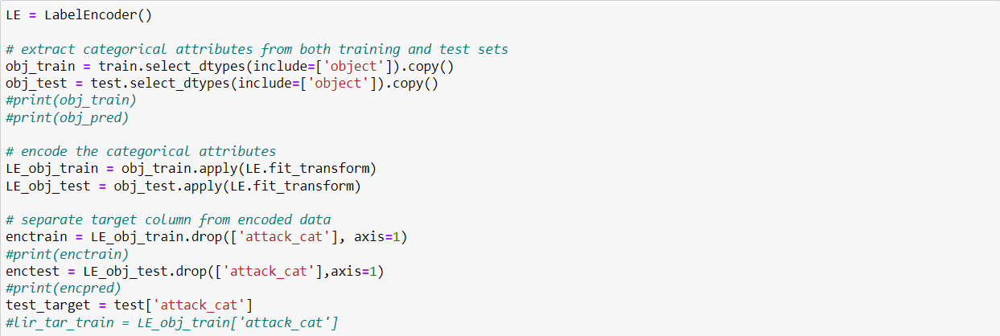 LE = LabelEncoder()
# extract categorical attributes from both training and test sets
obj_train = train.select_dtypes(include=['object']).copy()
obj_test = test.select_dtypes(include=['object']).copy()
#print(obj_train)
#print(obj_pred)
# encode the categorical attributes
LE_obj_train = obj_train.apply(LE.fit_transform)
LE_obj_test = obj_test.apply(LE.fit_transform)
# separate target column from encoded data
enctrain = LE_obj_train.drop(['attack_cat'], axis=1)
#print(enctrain)
enctest = LE_obj_test.drop(['attack_cat'],axis=1)
#print(encpred)
test_target = test['attack_cat']
#lir_tar_train = LE_obj_train['attack_cat']